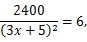 2400/(3x + 5)² = 6,